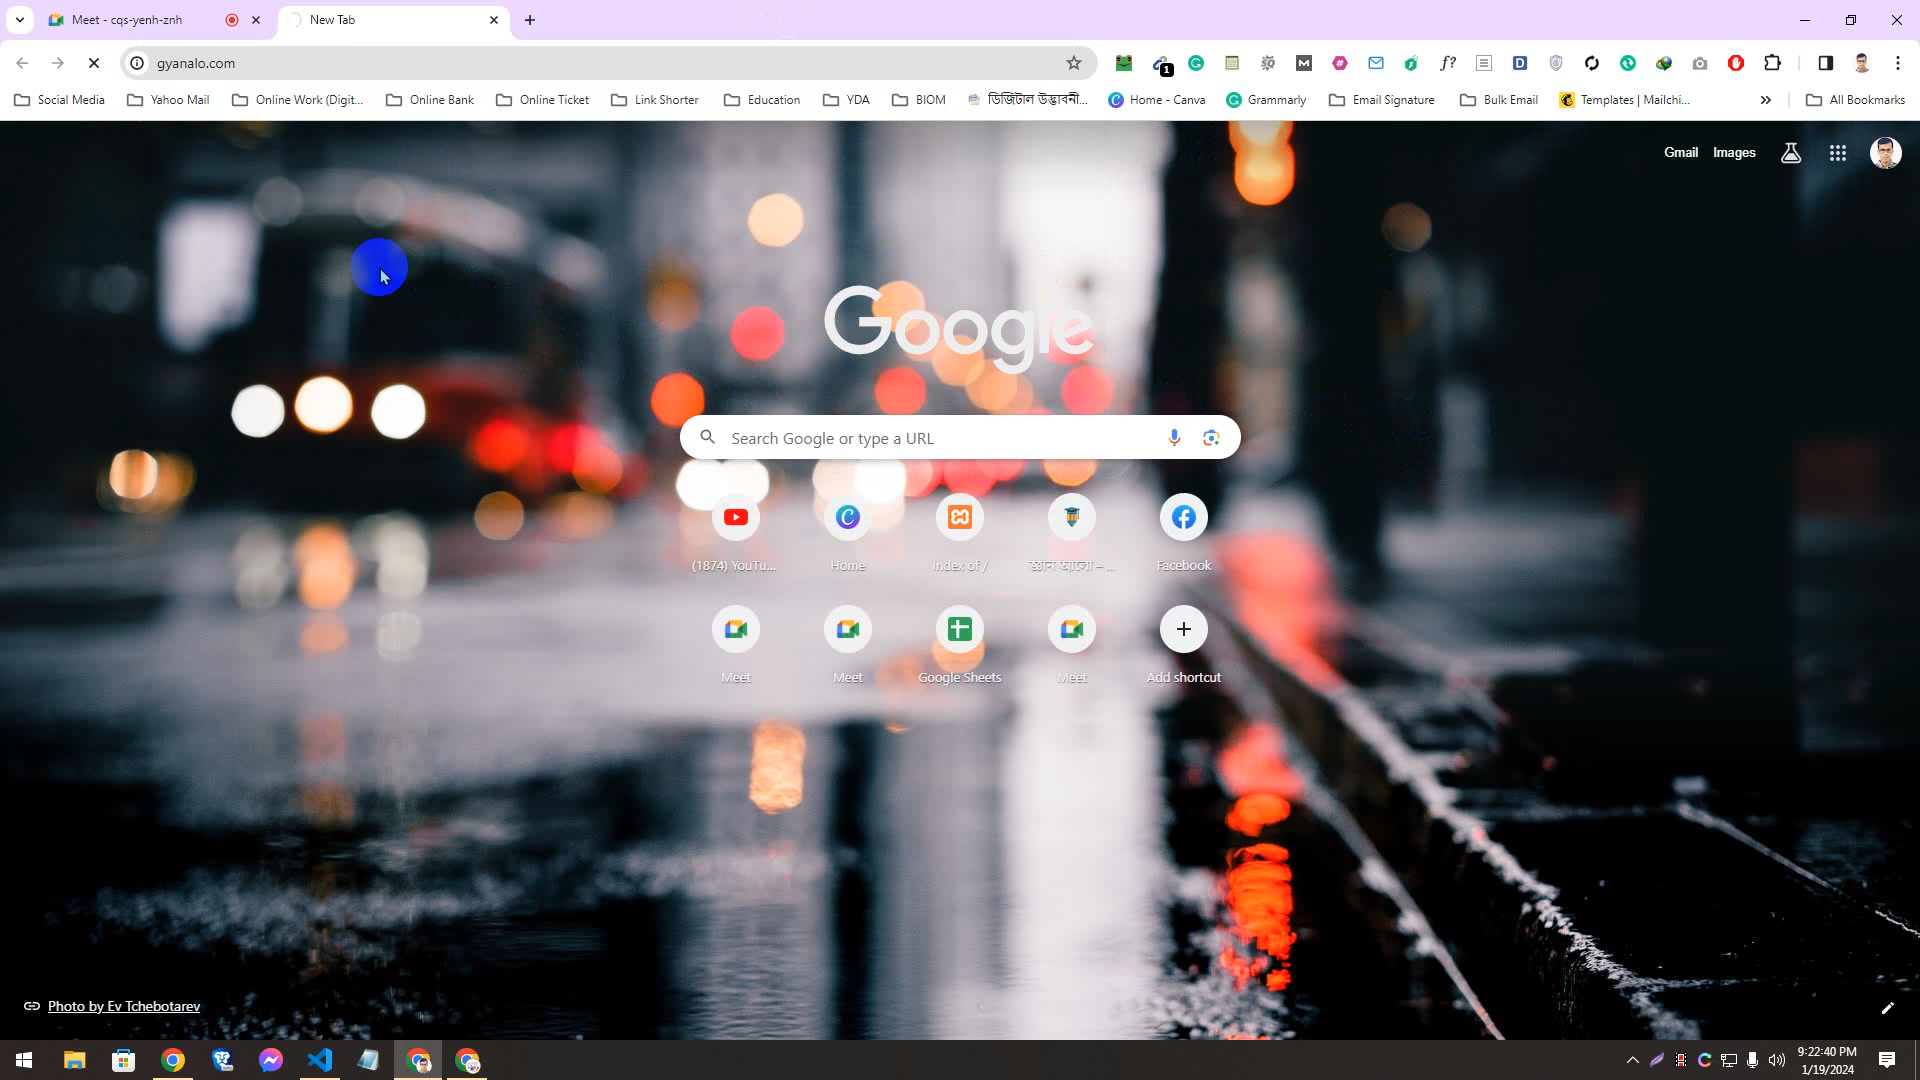 Meet - cqs-yenh-znh
New Tab
gyanalo.com
1
Social Media
Yahoo Mail
Online Work (Digit...
Online Bank
Online Ticket
Link Shorter
Education
YDA
BIOM
ডিজিটাল উদ্ভাবনী...
Home - Canva
Grammarly
Email Signature
Bulk Email
Templates | Mailchi...
All Bookmarks
Gmail
Images
Google
Search Google or type a URL
(1874) YouTu...
Home
Index of /
জ্ঞান আলো – ...
Facebook
Meet
Meet
Google Sheets
Meet
Add shortcut
Photo by Ev Tchebotarev
9:22:40 PM
1/19/2024